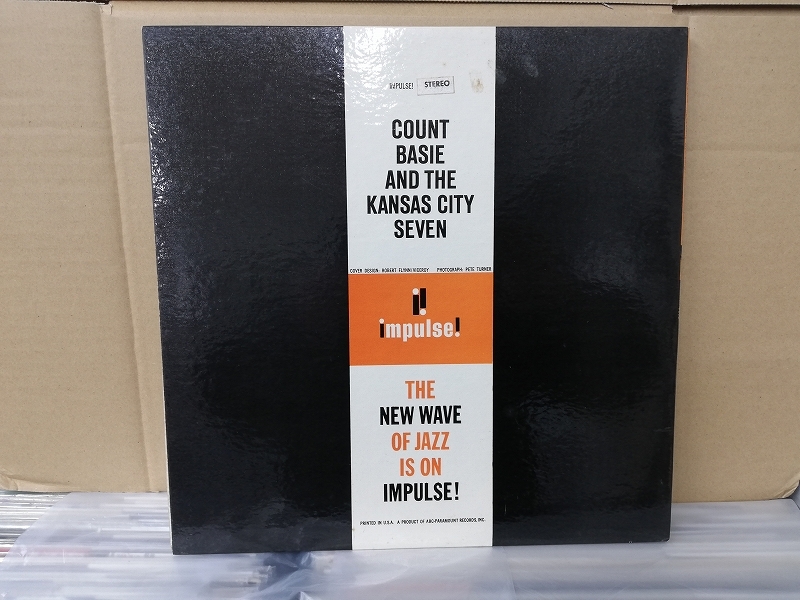 IMPULSE! STEREO
COUNT
BASIE
AND THE
KANSAS CITY
SEVEN
COVER DESIGN: ROBERT FLYNN/VICEROY PHOTOGRAPH: PETE TURNER
i!
impulse!
THE
NEW WAVE
OF JAZZ
IS ON
IMPULSE!
PRINTED IN U.S.A. A PRODUCT OF ABC-PARAMOUNT RECORDS, INC.